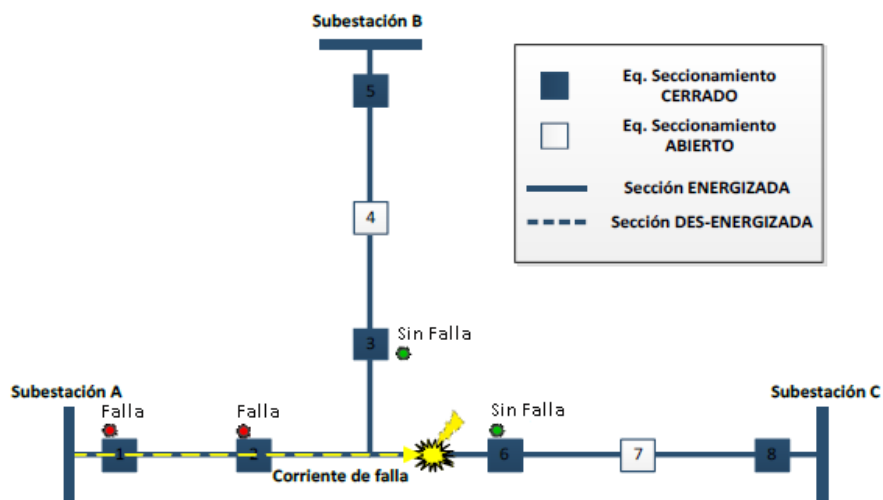 Subestación B
5
Eq. Seccionamiento
CERRADO
Eq. Seccionamiento
ABIERTO
Sección ENERGIZADA
Sección DES-ENERGIZADA
4
Sin Falla
3
Subestación A
Subestación C
Falla
Falla
Sin Falla
1
2
6
7
8
Corriente de falla